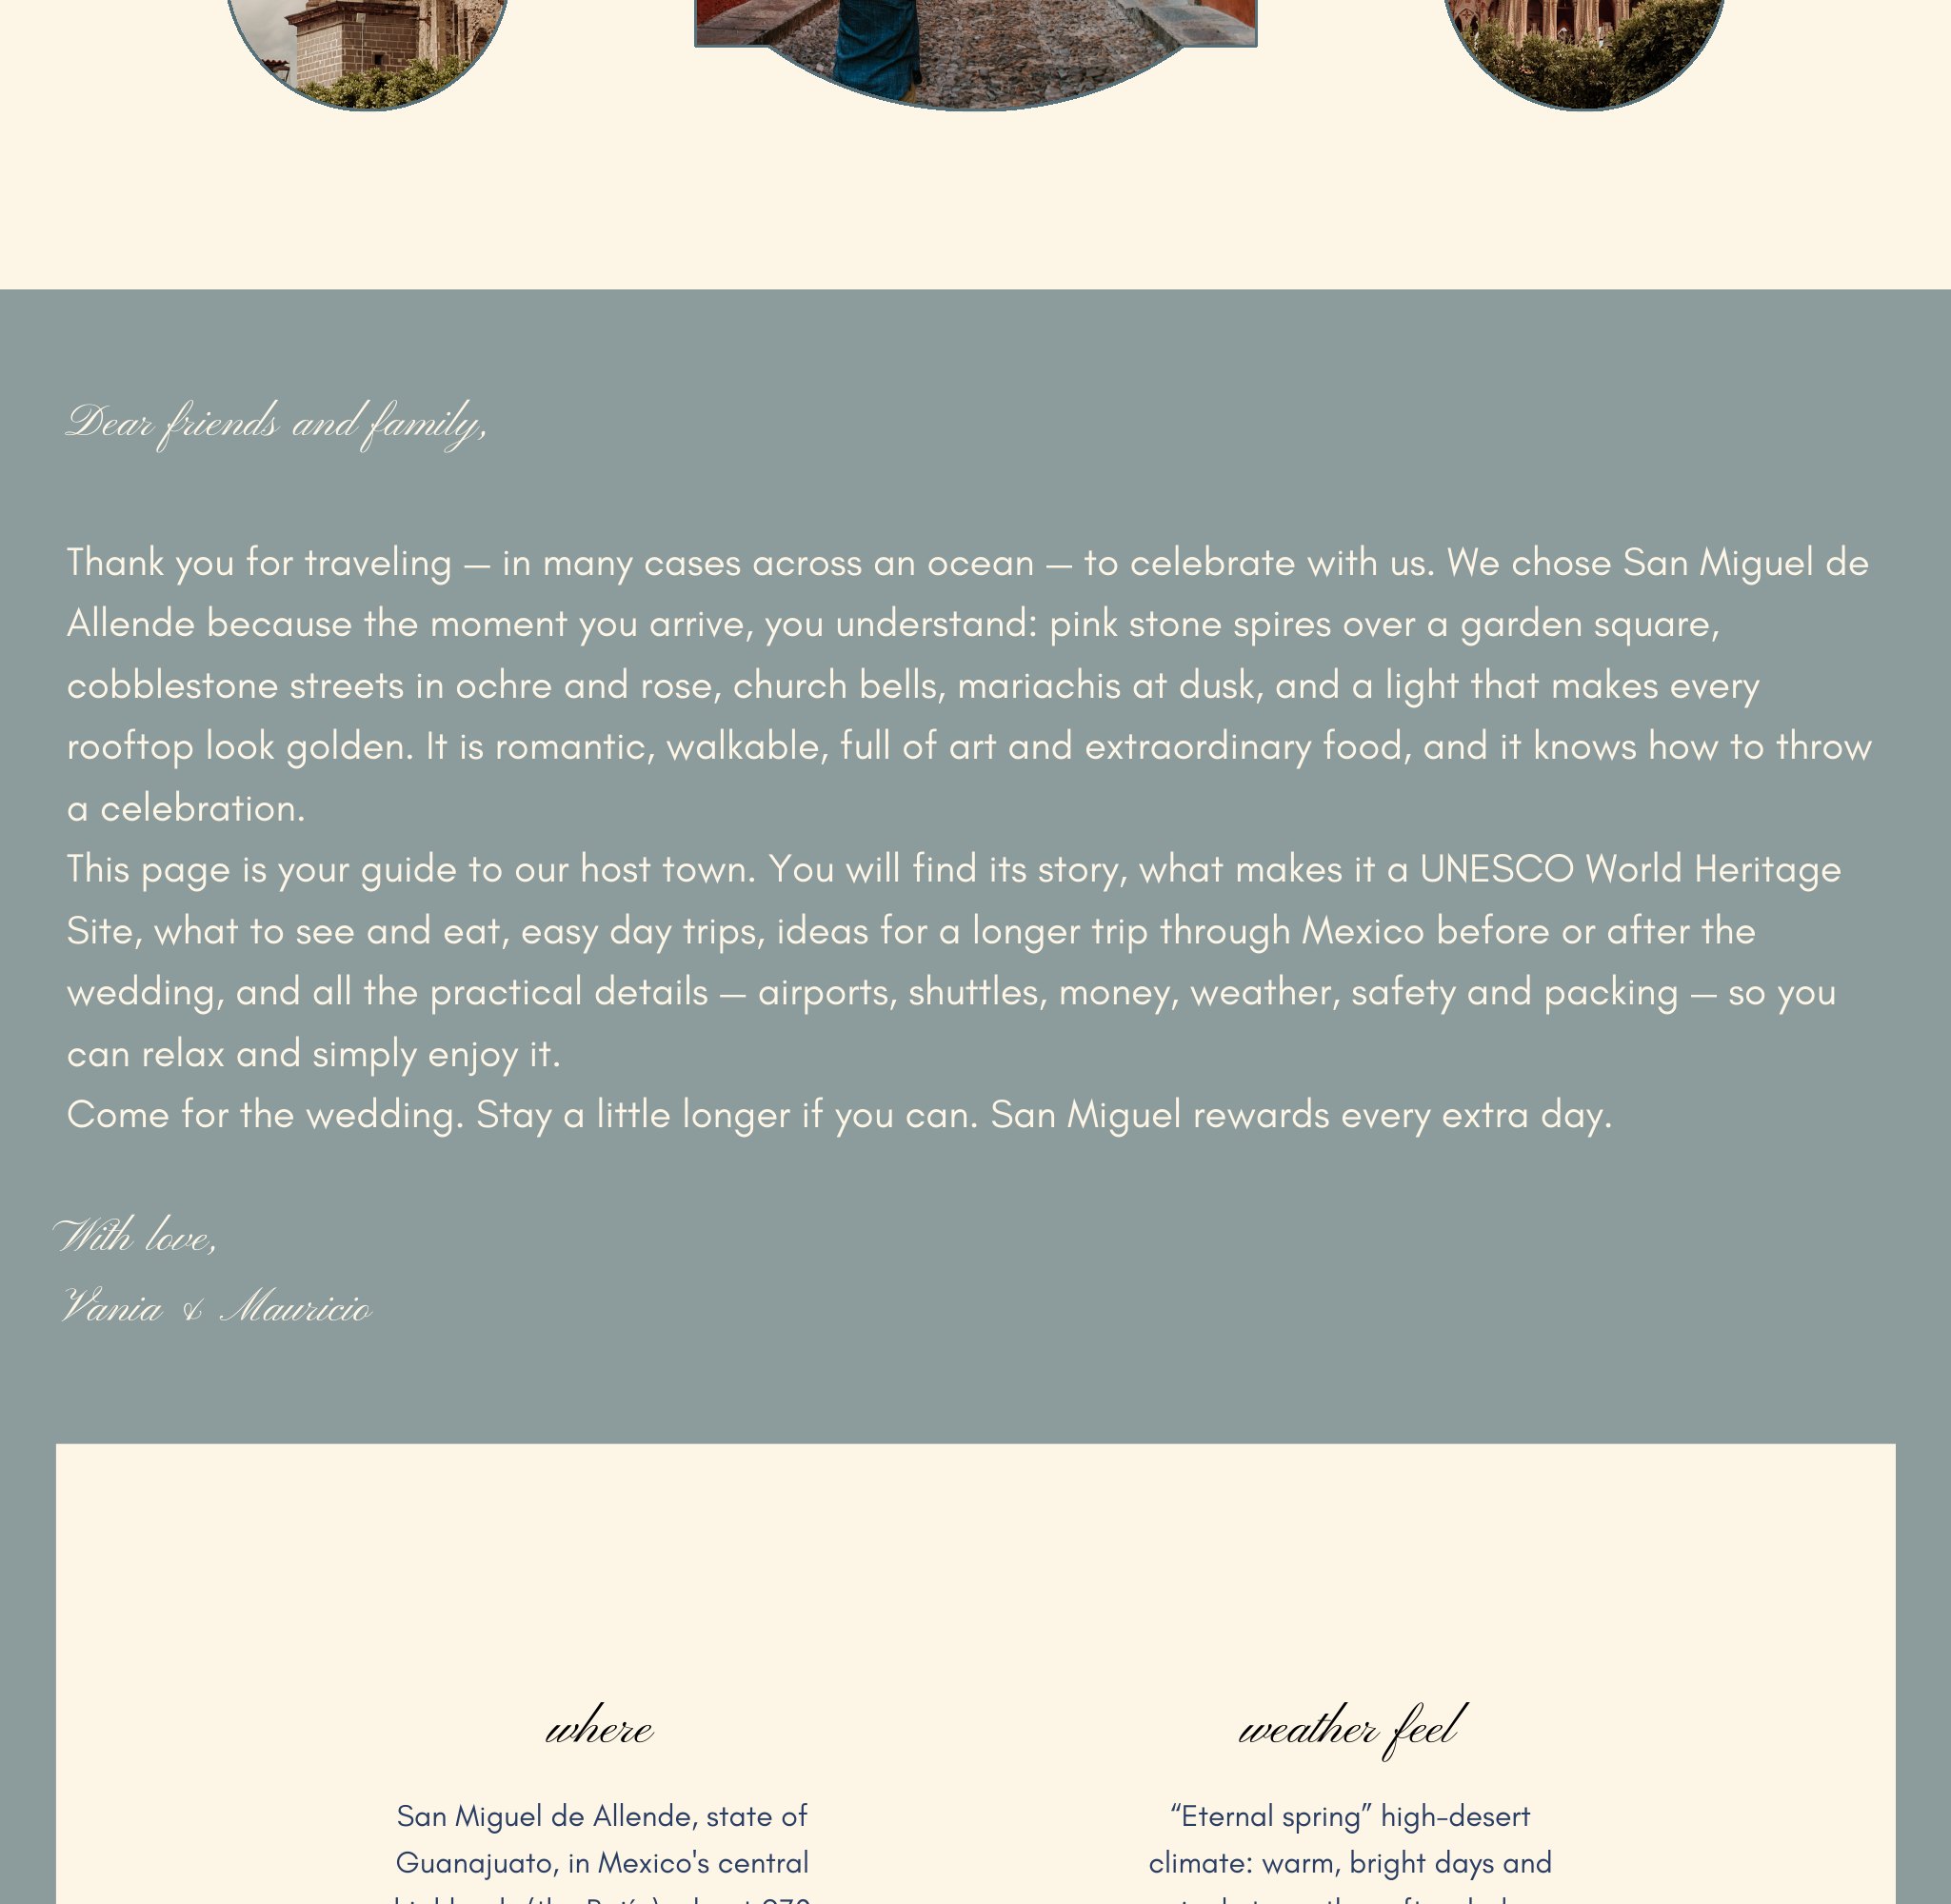 Dear friends and family,
Thank you for traveling — in many cases across an ocean — to celebrate with us. We chose San Miguel de
Allende because the moment you arrive, you understand: pink stone spires over a garden square,
cobblestone streets in ochre and rose, church bells, mariachis at dusk, and a light that makes every
rooftop look golden. It is romantic, walkable, full of art and extraordinary food, and it knows how to throw
a celebration.
This page is your guide to our host town. You will find its story, what makes it a UNESCO World Heritage
Site, what to see and eat, easy day trips, ideas for a longer trip through Mexico before or after the
wedding, and all the practical details — airports, shuttles, money, weather, safety and packing — so you
can relax and simply enjoy it.
Come for the wedding. Stay a little longer if you can. San Miguel rewards every extra day.
With love,
Vania & Mauricio
where
San Miguel de Allende, state of
Guanajuato, in Mexico's central
weather feel
“Eternal spring” high-desert
climate: warm, bright days and